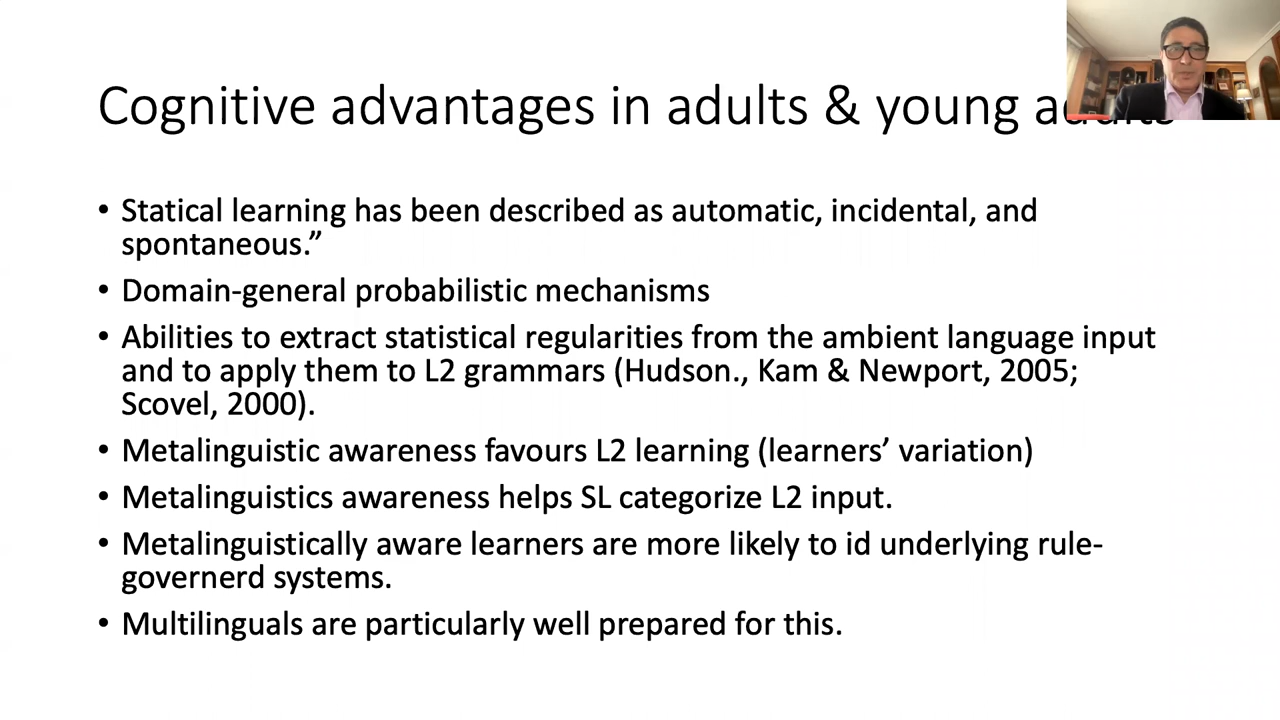 Cognitive advantages in adults & young adults
• Statical learning has been described as automatic, incidental, and
spontaneous.”
• Domain-general probabilistic mechanisms
• Abilities to extract statistical regularities from the ambient language input
and to apply them to L2 grammars (Hudson., Kam & Newport, 2005;
Scovel, 2000).
• Metalinguistic awareness favours L2 learning (learners’ variation)
• Metalinguistics awareness helps SL categorize L2 input.
• Metalinguistically aware learners are more likely to id underlying rule-
governerd systems.
• Multilinguals are particularly well prepared for this.